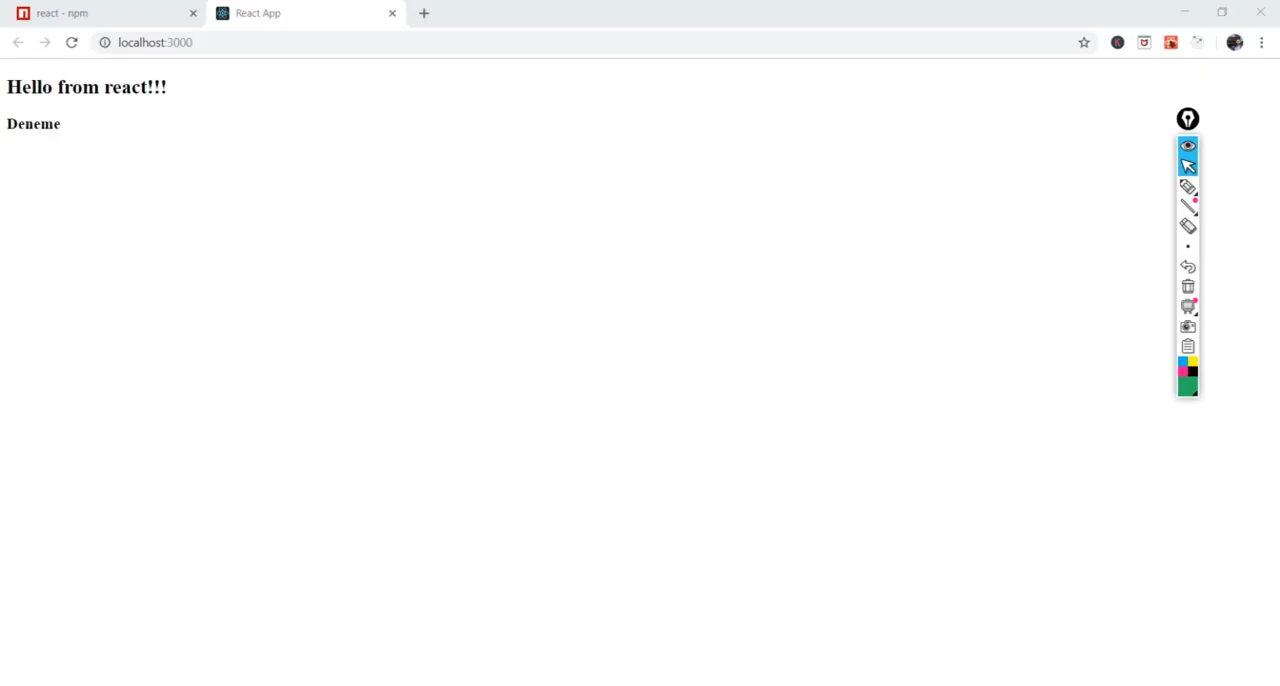 react - npm
React App
localhost:3000
Hello from react!!!
Deneme